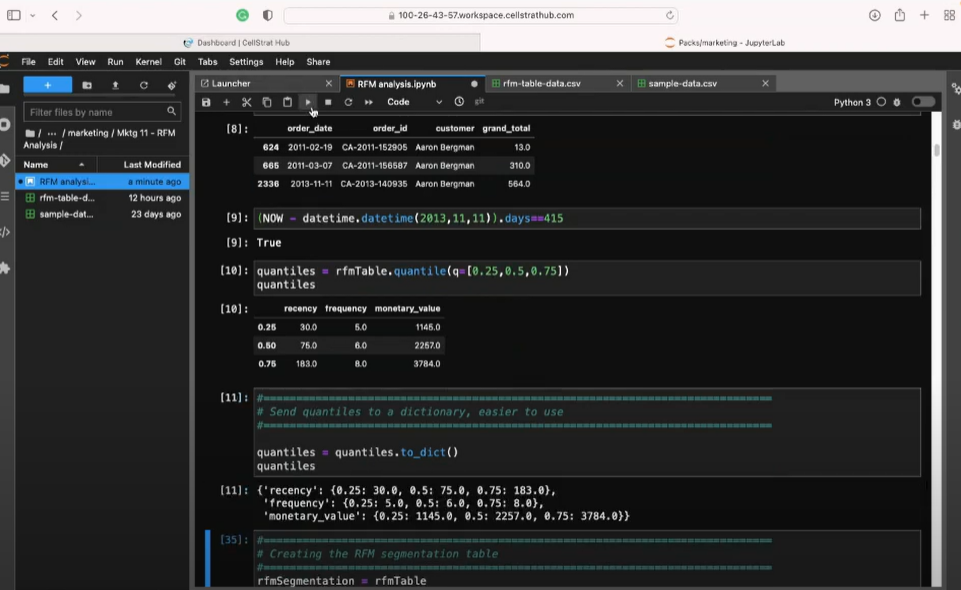 100-26-43-57.workspace.cellstrathub.com
Dashboard | CellStrat Hub
Packs/marketing - JupyterLab
File Edit View Run Kernel Git Tabs Settings Help Share
Launcher
RFM analysis.ipynb
rfm-table-data.csv
sample-data.csv
Code
git
Python 3
Filter files by name
/ ... / marketing / Mktg 11 - RFM
Analysis /
Name Last Modified
RFM analysi... a minute ago
rfm-table-d... 12 hours ago
sample-dat... 23 days ago
[8]:
order_date order_id customer grand_total
624 2011-02-19 CA-2011-152905 Aaron Bergman 13.0
665 2011-03-07 CA-2011-156587 Aaron Bergman 310.0
2336 2013-11-11 CA-2013-140935 Aaron Bergman 564.0
[9]: (NOW - datetime.datetime(2013,11,11)).days==415
[9]: True
[10]: quantiles = rfmTable.quantile(q=[0.25,0.5,0.75])
quantiles
[10]: recency frequency monetary_value
0.25 30.0 5.0 1145.0
0.50 75.0 6.0 2257.0
0.75 183.0 8.0 3784.0
[11]: #==============================================================================
# Send quantiles to a dictionary, easier to use
#==============================================================================
quantiles = quantiles.to_dict()
quantiles
[11]: {'recency': {0.25: 30.0, 0.5: 75.0, 0.75: 183.0},
'frequency': {0.25: 5.0, 0.5: 6.0, 0.75: 8.0},
'monetary_value': {0.25: 1145.0, 0.5: 2257.0, 0.75: 3784.0}}
[35]: #==============================================================================
# Creating the RFM segmentation table
#==============================================================================
rfmSegmentation = rfmTable